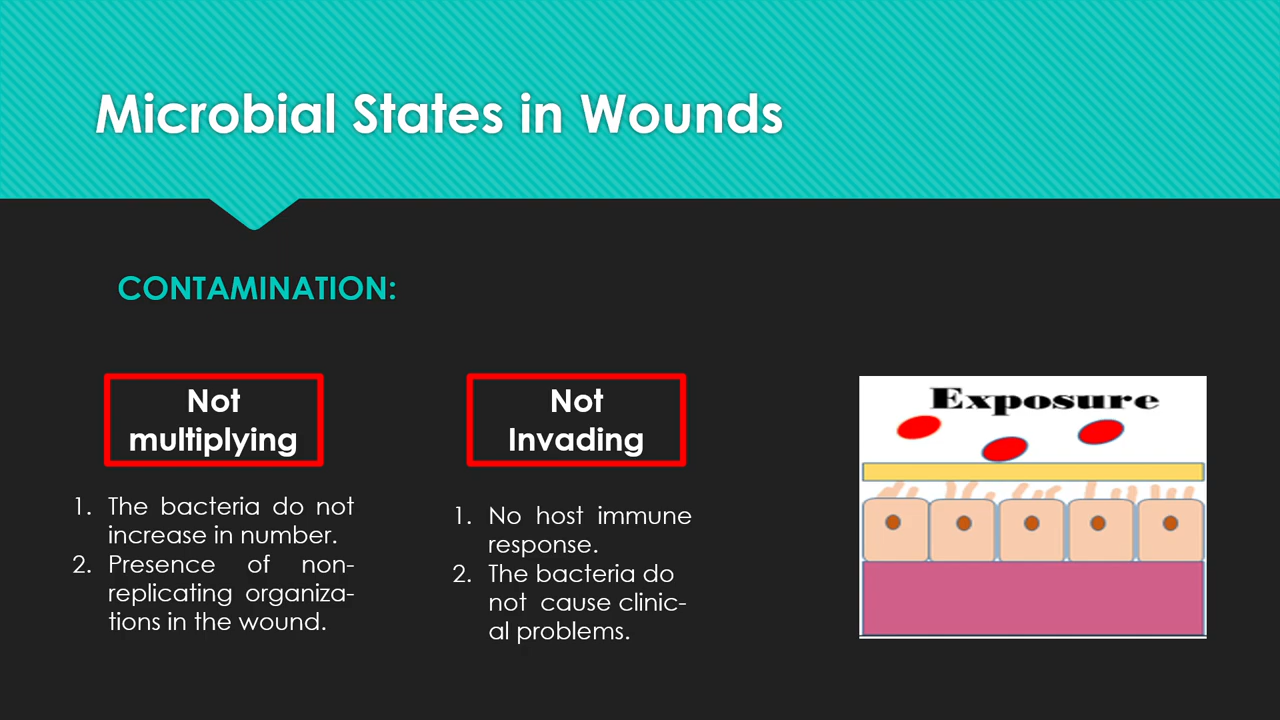 Microbial States in Wounds
CONTAMINATION:
Not
multiplying
1. The bacteria do not
increase in number.
2. Presence of non-
replicating organiza-
tions in the wound.
Not
Invading
1. No host immune
response.
2. The bacteria do
not cause clinic-
al problems.
Exposure